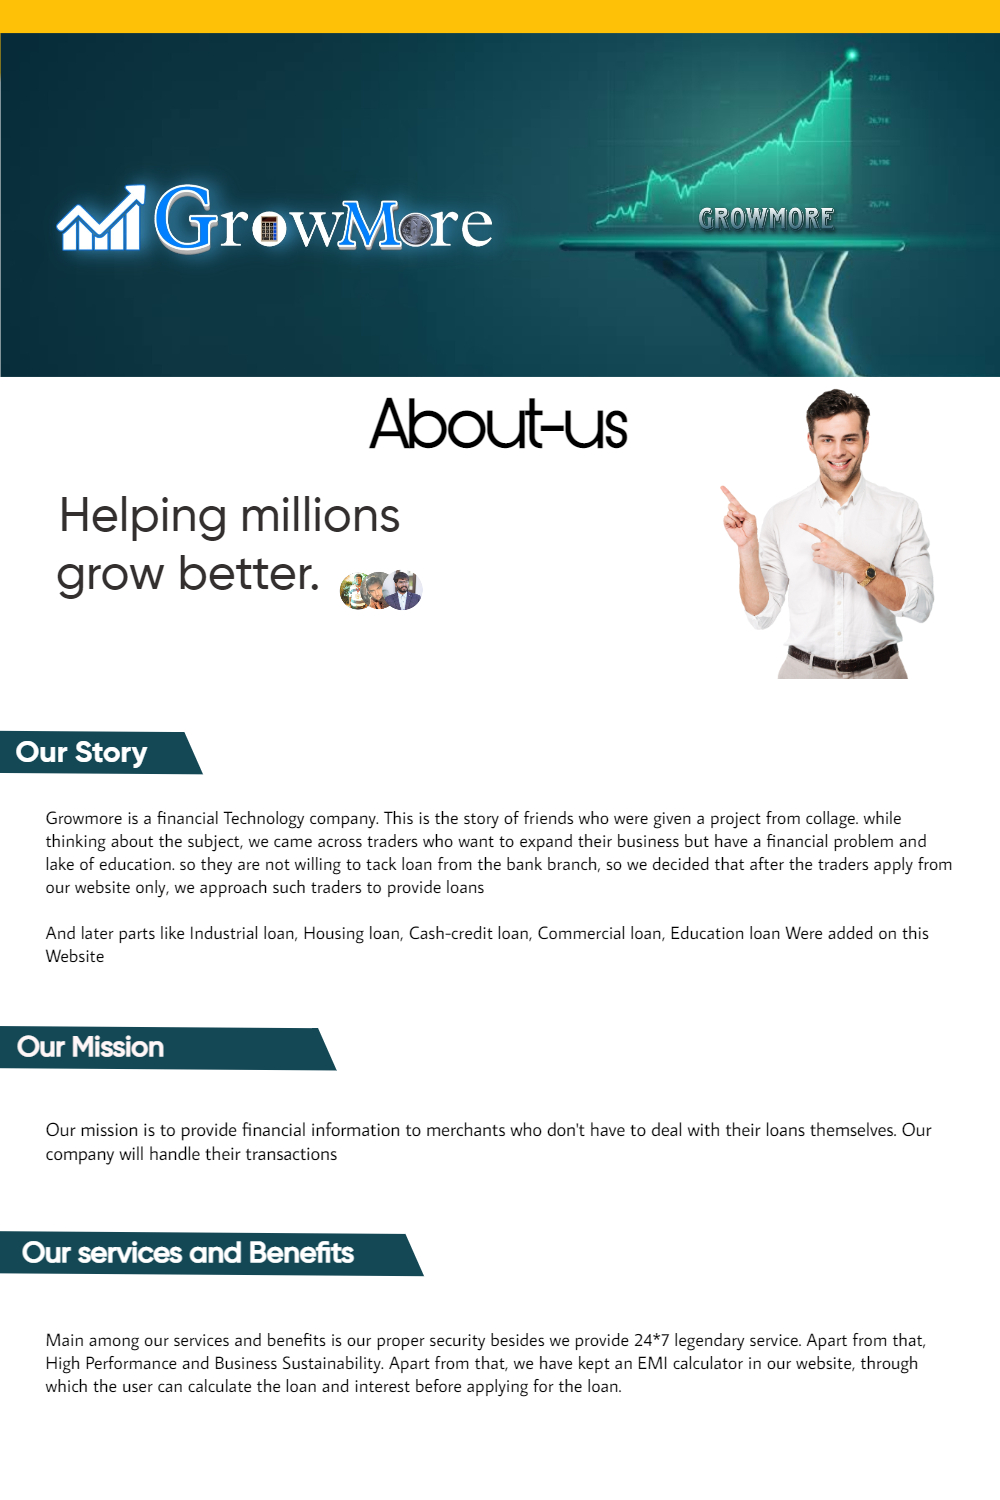 27,419
26,718
GrowMore
GROWMORE
25,714
About-us
Helping millions
grow better.
Our Story
Growmore is a financial Technology company. This is the story of friends who were given a project from collage. while
thinking about the subject, we came across traders who want to expand their business but have a financial problem and
lake of education. so they are not willing to tack loan from the bank branch, so we decided that after the traders apply from
our website only, we approach such traders to provide loans
And later parts like Industrial loan, Housing loan, Cash-credit loan, Commercial loan, Education loan Were added on this
Website
Our Mission
Our mission is to provide financial information to merchants who don't have to deal with their loans themselves. Our
company will handle their transactions
Our services and Benefits
Main among our services and benefits is our proper security besides we provide 24*7 legendary service. Apart from that,
High Performance and Business Sustainability. Apart from that, we have kept an EMI calculator in our website, through
which the user can calculate the loan and interest before applying for the loan.